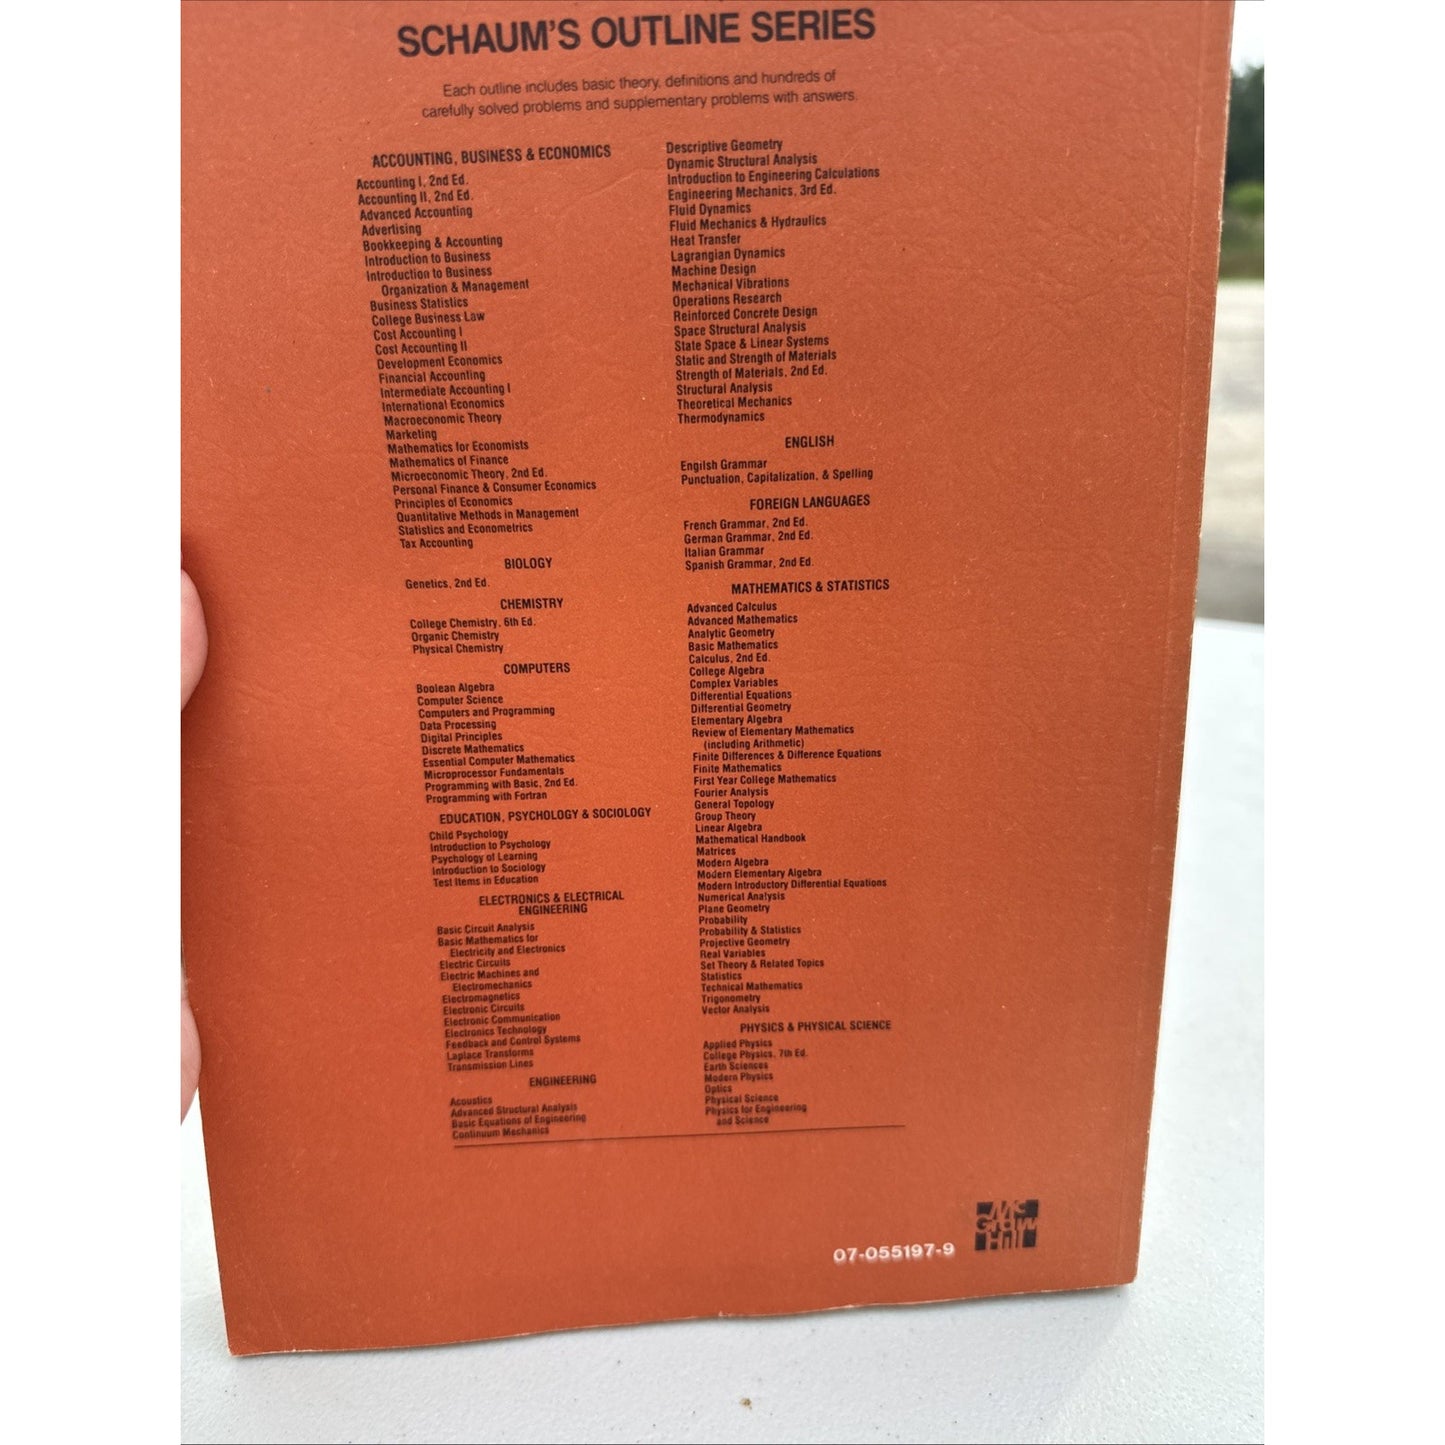 SCHAUM'S OUTLINE SERIES
Each outline includes basic theory, definitions and hundreds of
carefully solved problems and supplementary problems with answers.
ACCOUNTING, BUSINESS & ECONOMICS
Accounting I, 2nd Ed.
Accounting II, 2nd Ed.
Advanced Accounting
Advertising
Bookkeeping & Accounting
Introduction to Business
Introduction to Business
Organization & Management
Business Statistics
College Business Law
Cost Accounting I
Cost Accounting II
Development Economics
Financial Accounting
Intermediate Accounting I
International Economics
Macroeconomic Theory
Marketing
Mathematics for Economists
Mathematics of Finance
Microeconomic Theory, 2nd Ed.
Personal Finance & Consumer Economics
Principles of Economics
Quantitative Methods in Management
Statistics and Econometrics
Tax Accounting
BIOLOGY
Genetics, 2nd Ed.
CHEMISTRY
College Chemistry, 6th Ed.
Organic Chemistry
Physical Chemistry
COMPUTERS
Boolean Algebra
Computer Science
Computers and Programming
Data Processing
Digital Principles
Discrete Mathematics
Essential Computer Mathematics
Microprocessor Fundamentals
Programming with Basic, 2nd Ed.
Programming with Fortran
EDUCATION, PSYCHOLOGY & SOCIOLOGY
Child Psychology
Introduction to Psychology
Psychology of Learning
Introduction to Sociology
Test Items in Education
ELECTRONICS & ELECTRICAL
ENGINEERING
Basic Circuit Analysis
Basic Mathematics for
Electricity and Electronics
Electric Circuits
Electric Machines and
Electromechanics
Electromagnetics
Electronic Circuits
Electronic Communication
Electronics Technology
Feedback and Control Systems
Laplace Transforms
Transmission Lines
ENGINEERING
Acoustics
Advanced Structural Analysis
Basic Equations of Engineering
Continuum Mechanics
Descriptive Geometry
Dynamic Structural Analysis
Introduction to Engineering Calculations
Engineering Mechanics, 3rd Ed.
Fluid Dynamics
Fluid Mechanics & Hydraulics
Heat Transfer
Lagrangian Dynamics
Machine Design
Mechanical Vibrations
Operations Research
Reinforced Concrete Design
Space Structural Analysis
State Space & Linear Systems
Static and Strength of Materials
Strength of Materials, 2nd Ed.
Structural Analysis
Theoretical Mechanics
Thermodynamics
ENGLISH
Engilsh Grammar
Punctuation, Capitalization, & Spelling
FOREIGN LANGUAGES
French Grammar, 2nd Ed.
German Grammar, 2nd Ed.
Italian Grammar
Spanish Grammar, 2nd Ed.
MATHEMATICS & STATISTICS
Advanced Calculus
Advanced Mathematics
Analytic Geometry
Basic Mathematics
Calculus, 2nd Ed.
College Algebra
Complex Variables
Differential Equations
Differential Geometry
Elementary Algebra
Review of Elementary Mathematics
(including Arithmetic)
Finite Differences & Difference Equations
Finite Mathematics
First Year College Mathematics
Fourier Analysis
General Topology
Group Theory
Linear Algebra
Mathematical Handbook
Matrices
Modern Algebra
Modern Elementary Algebra
Modern Introductory Differential Equations
Numerical Analysis
Plane Geometry
Probability
Probability & Statistics
Projective Geometry
Real Variables
Set Theory & Related Topics
Statistics
Technical Mathematics
Trigonometry
Vector Analysis
PHYSICS & PHYSICAL SCIENCE
Applied Physics
College Physics, 7th Ed.
Earth Sciences
Modern Physics
Optics
Physical Science
Physics for Engineering
and Science
07-055197-9
Mc
Graw
Hill